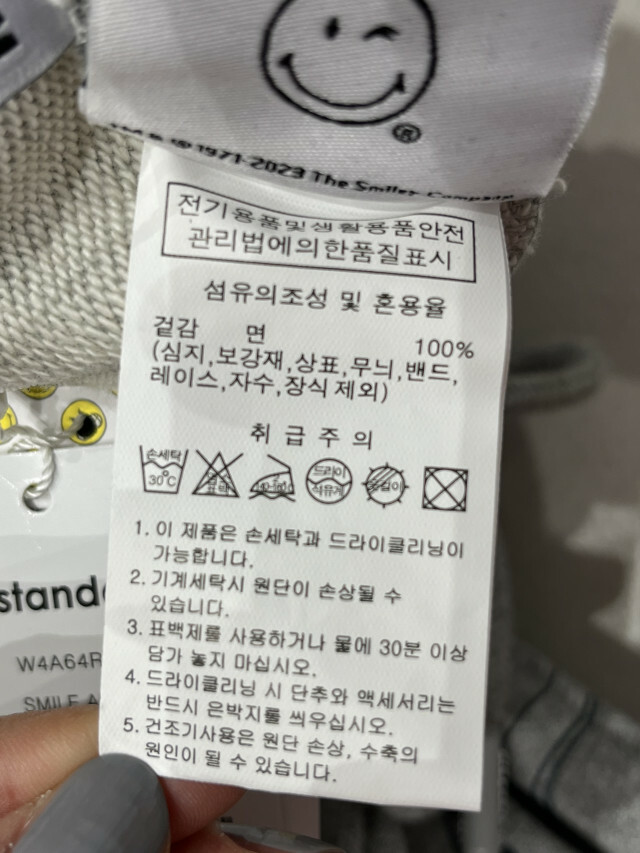 ® © 1971-2023 The Smiley Company
전기용품및생활용품안전
관리법에의한품질표시
섬유의조성 및 혼용율
겉감 면 100%
(심지,보강재,상표,무늬,밴드,
레이스,자수,장식 제외)
취 급 주 의
손세탁 드라이
30°C 석유계 옷걸이
1. 이 제품은 손세탁과 드라이클리닝이
가능합니다.
2. 기계세탁시 원단이 손상될 수
있습니다.
3. 표백제를 사용하거나 물에 30분 이상
담가 놓지 마십시오.
4. 드라이클리닝 시 단추와 액세서리는
반드시 은박지를 씌우십시오.
5. 건조기사용은 원단 손상, 수축의
원인이 될 수 있습니다.
W4A64R
SMILE A